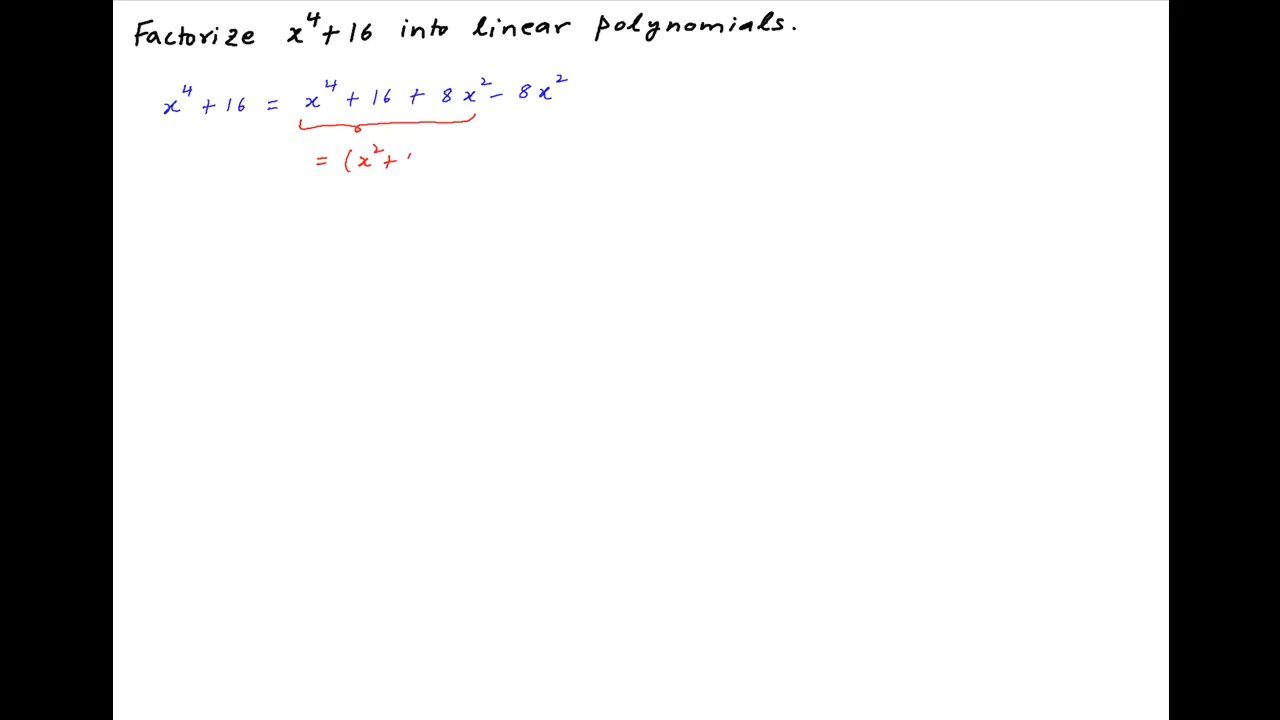 Factorize x⁴+16 into linear polynomials.
x⁴ + 16 = x⁴ + 16 + 8x² − 8x²
= (x² +